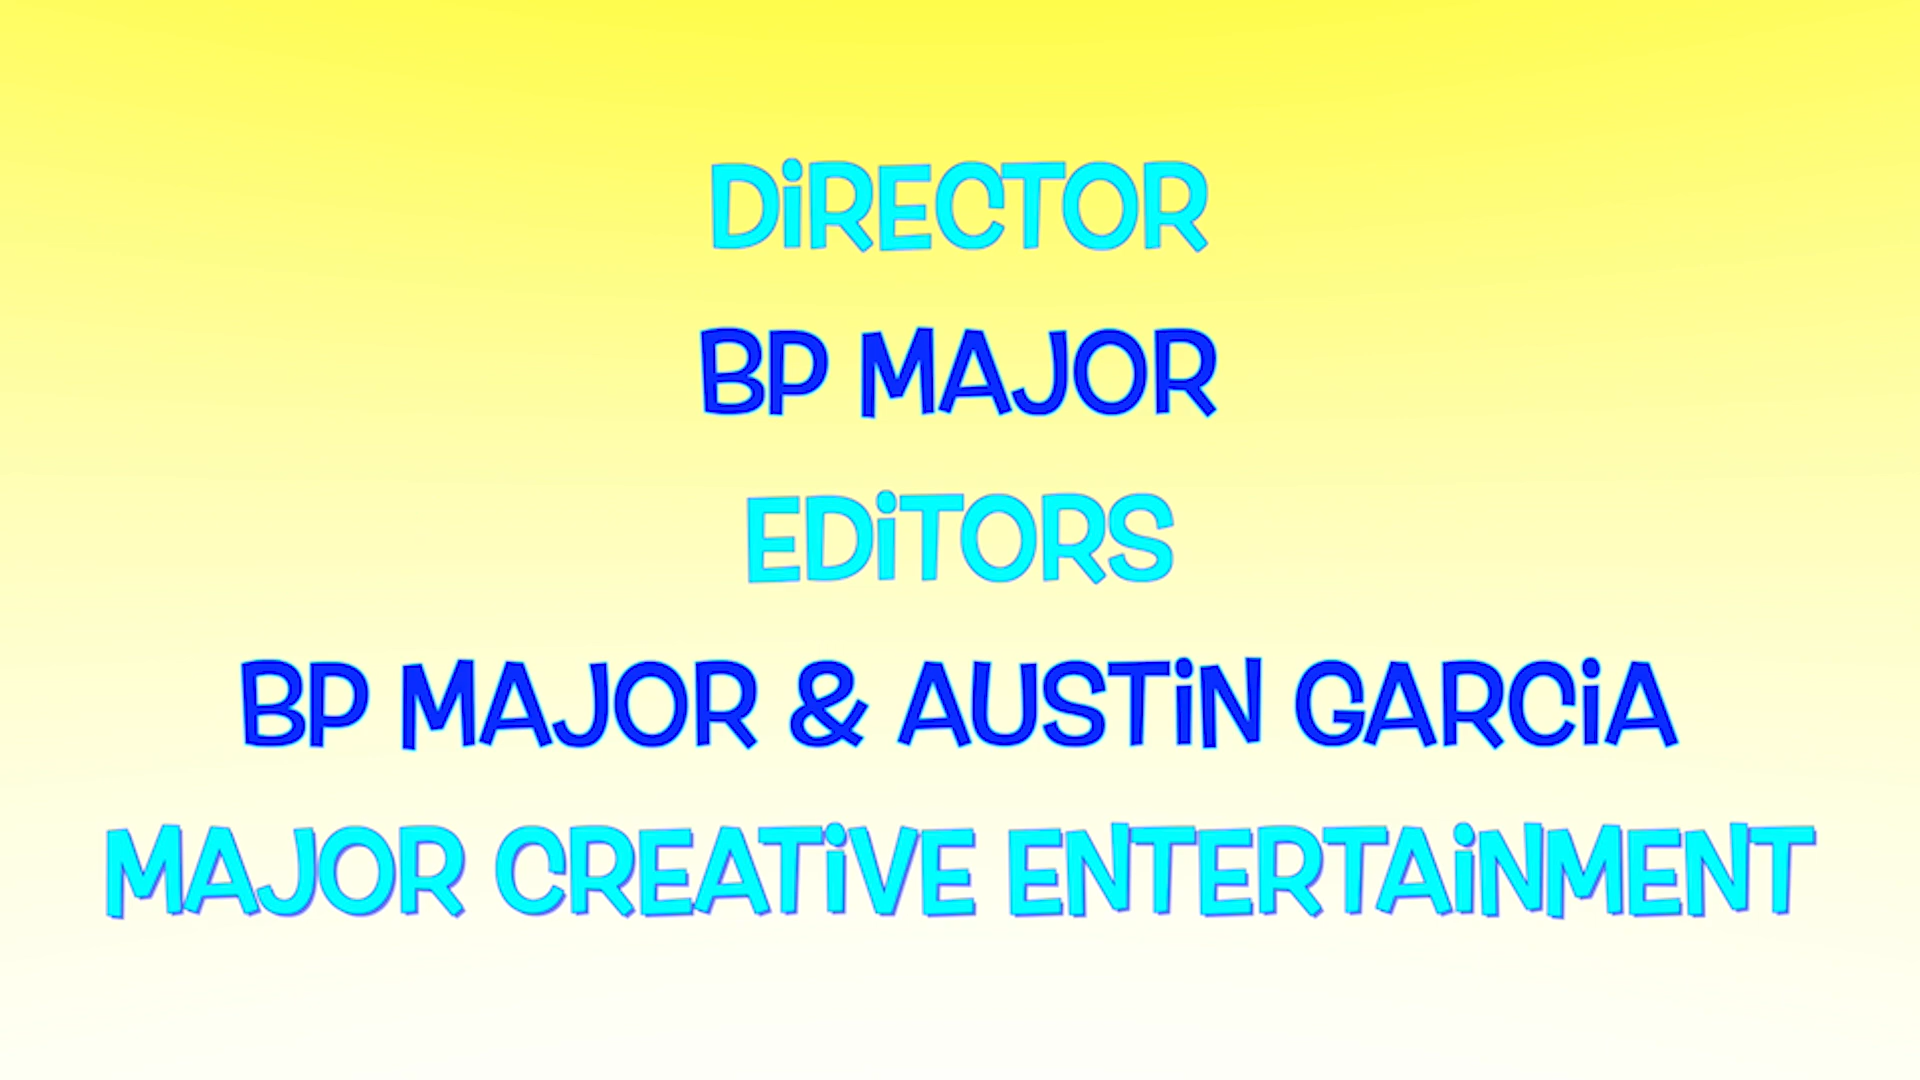 DiRECTOR
BP MAJOR
EDiTORS
BP MAJOR & AUSTiN GARCiA
MAJOR CREATiVE ENTERTAiNMENT